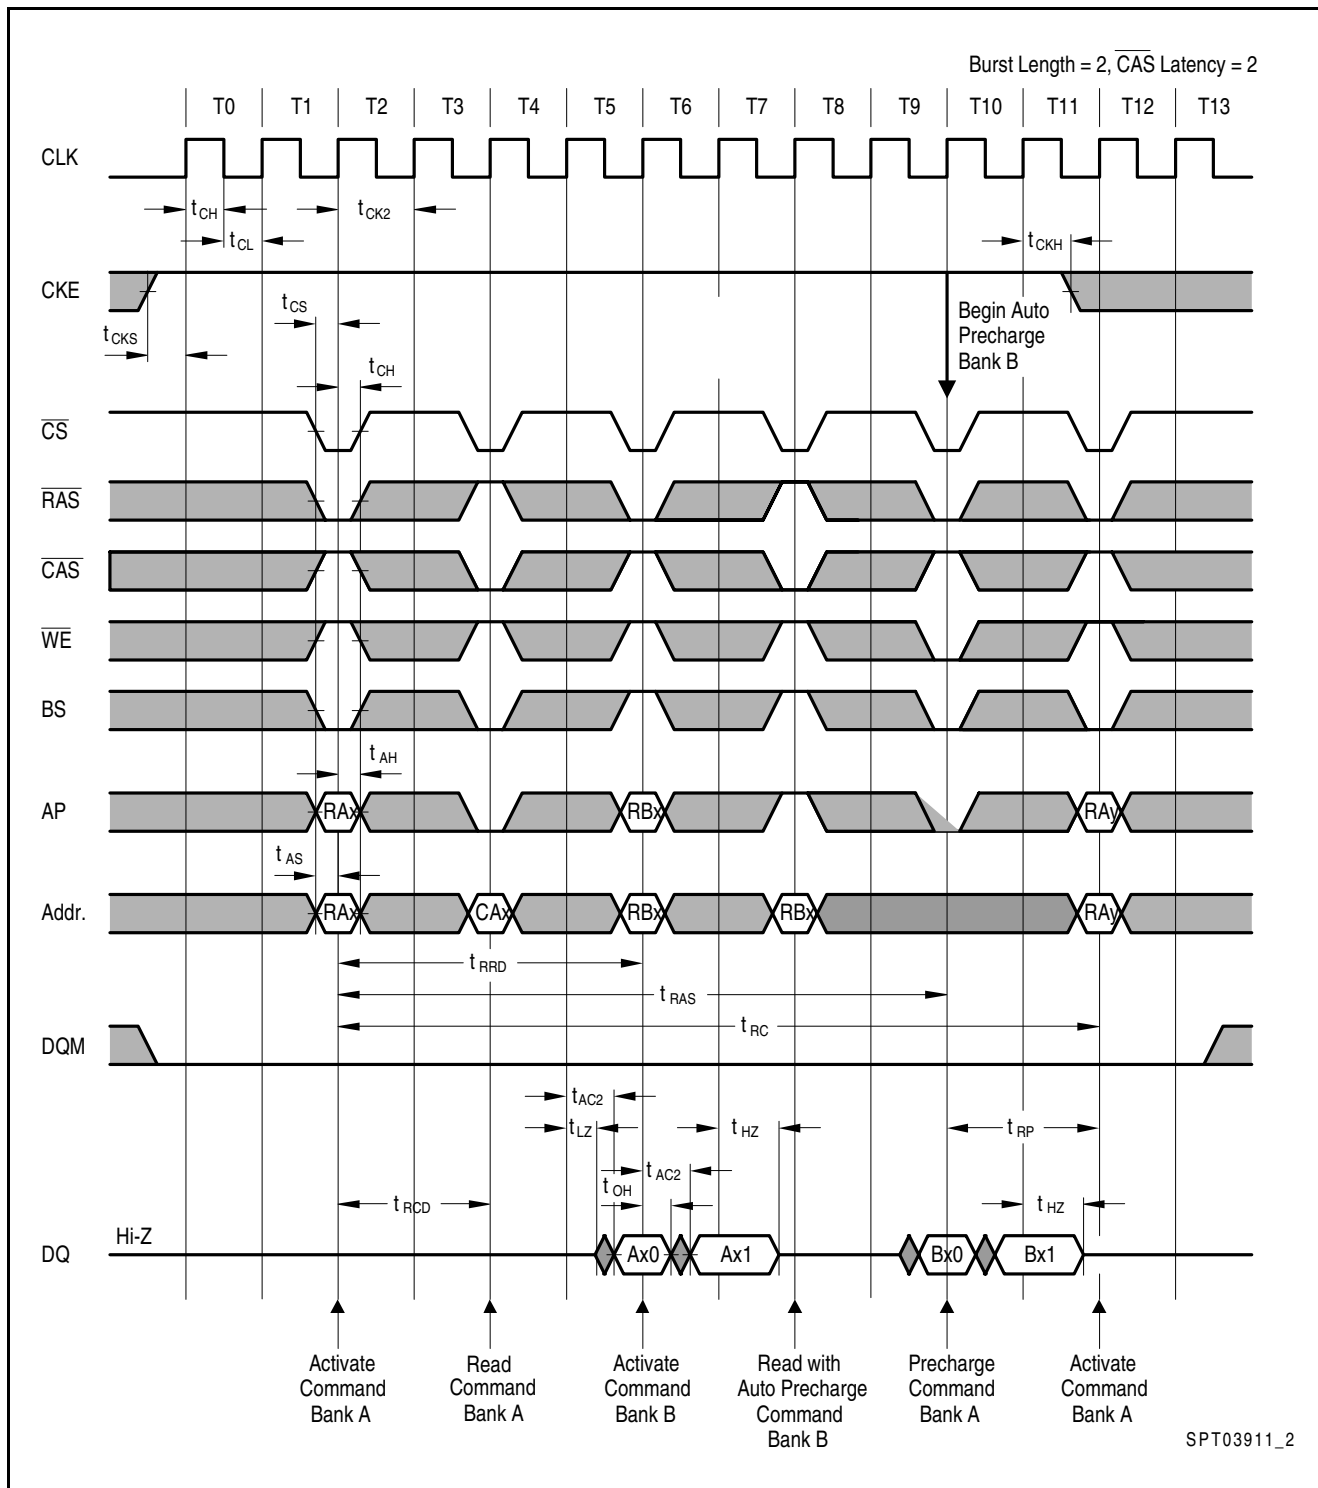 Burst Length = 2, CAS Latency = 2
T0 T1 T2 T3 T4 T5 T6 T7 T8 T9 T10 T11 T12 T13
CLK
tCH tCK2
tCL tCKH
CKE
tCS
Begin Auto
Precharge
Bank B
tCKS
tCH
CS
RAS
CAS
WE
BS
tAH
AP RAx RBx RAy
tAS
Addr. RAx CAx RBx RBx RAy
tRRD
tRAS
tRC
DQM
tAC2
tLZ tHZ tRP
tAC2
tOH
tRCD tHZ
Hi-Z
DQ Ax0 Ax1 Bx0 Bx1
Activate
Command
Bank A
Read
Command
Bank A
Activate
Command
Bank B
Read with
Auto Precharge
Command
Bank B
Precharge
Command
Bank A
Activate
Command
Bank A
SPT03911_2